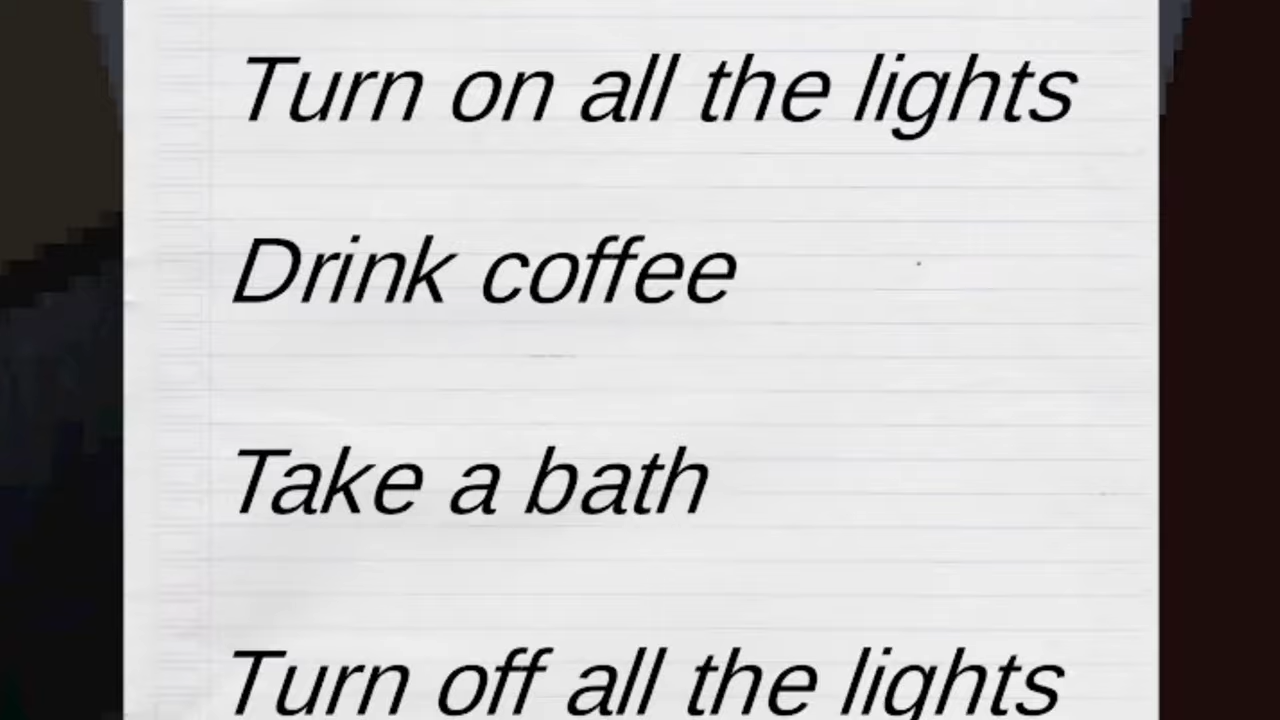 Turn on all the lights
Drink coffee
Take a bath
Turn off all the lights